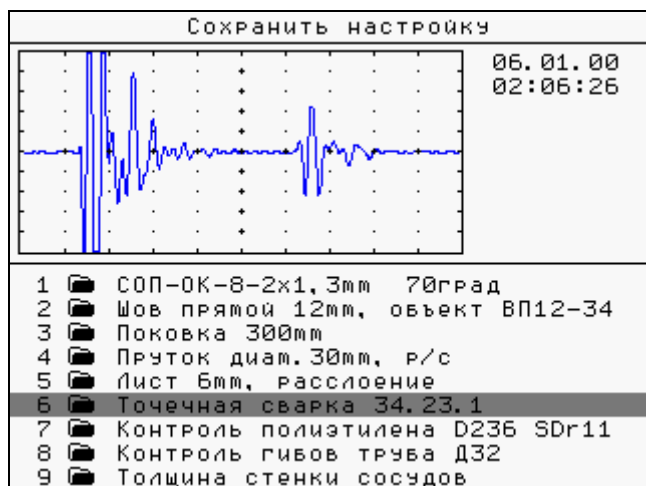 Сохранить настройку
06.01.00
02:06:26
1 СОП-ОК-8-2х1,3mm 70град
2 Шов прямой 12mm, объект ВП12-34
3 Поковка 300mm
4 Пруток диам.30mm, р/с
5 Лист 6mm, расслоение
6 Точечная сварка 34.23.1
7 Контроль полиэтилена D236 SDr11
8 Контроль гибов труба Д32
9 Толщина стенки сосудов